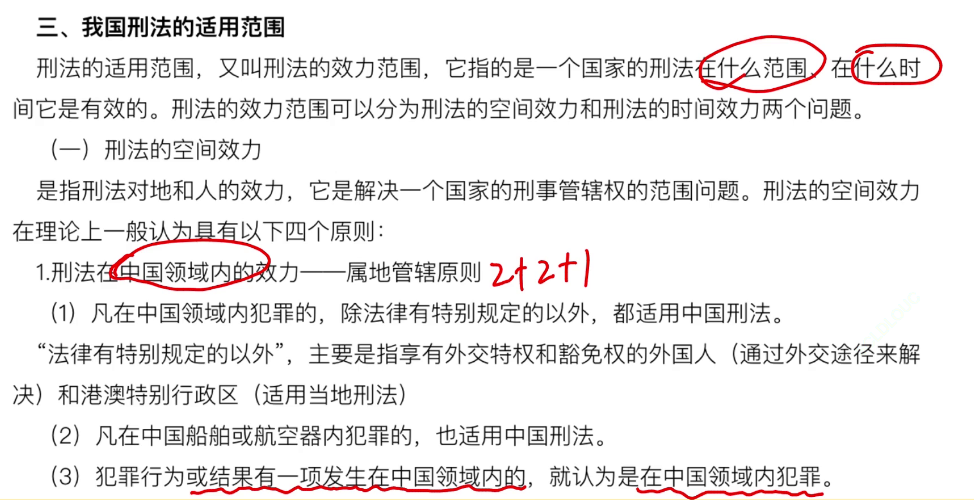 三、我国刑法的适用范围
刑法的适用范围，又叫刑法的效力范围，它指的是一个国家的刑法在什么范围，在什么时
间它是有效的。刑法的效力范围可以分为刑法的空间效力和刑法的时间效力两个问题。
（一）刑法的空间效力
是指刑法对地和人的效力，它是解决一个国家的刑事管辖权的范围问题。刑法的空间效力
在理论上一般认为具有以下四个原则：
1.刑法在中国领域内的效力——属地管辖原则 2+2+1
（1）凡在中国领域内犯罪的，除法律有特别规定的以外，都适用中国刑法。
“法律有特别规定的以外”，主要是指享有外交特权和豁免权的外国人（通过外交途径来解
决）和港澳特别行政区（适用当地刑法）
（2）凡在中国船舶或航空器内犯罪的，也适用中国刑法。
（3）犯罪行为或结果有一项发生在中国领域内的，就认为是在中国领域内犯罪。